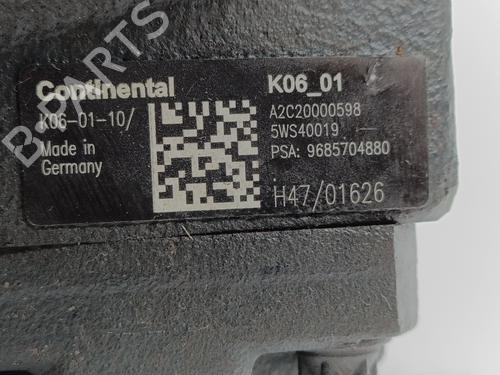 B-PARTS
Continental
K06-01-10/
Made in
Germany
K06_01
A2C20000598
5WS40019
PSA: 9685704880
H47/01626